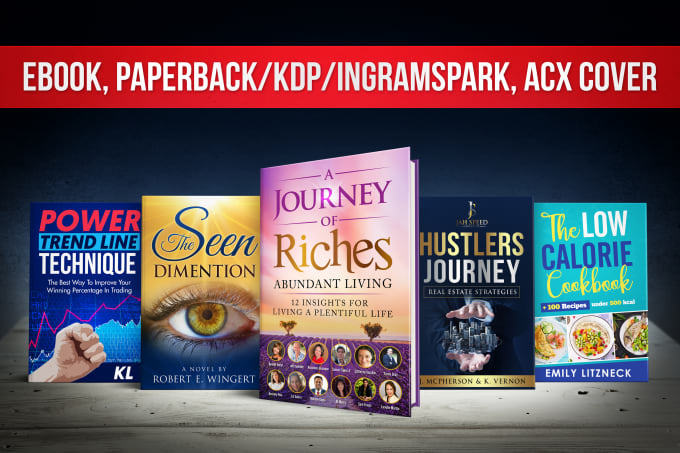 EBOOK, PAPERBACK/KDP/INGRAMSPARK, ACX COVER
POWER
TREND LINE
TECHNIQUE
The Best Way To Improve Your
Winning Percentage In Trading
KL
The
Seen
DIMENTION
A NOVEL BY
ROBERT E. WINGERT
A
JOURNEY
OF
Riches
ABUNDANT LIVING
12 INSIGHTS FOR
LIVING A PLENTIFUL LIFE
JAH SPEED
HUSTLERS
JOURNEY
REAL ESTATE STRATEGIES
MCPHERSON & K. VERNON
The LOW
CALORIE
Cookbook
+ 100 Recipes under 500 kcal
EMILY LITZNECK